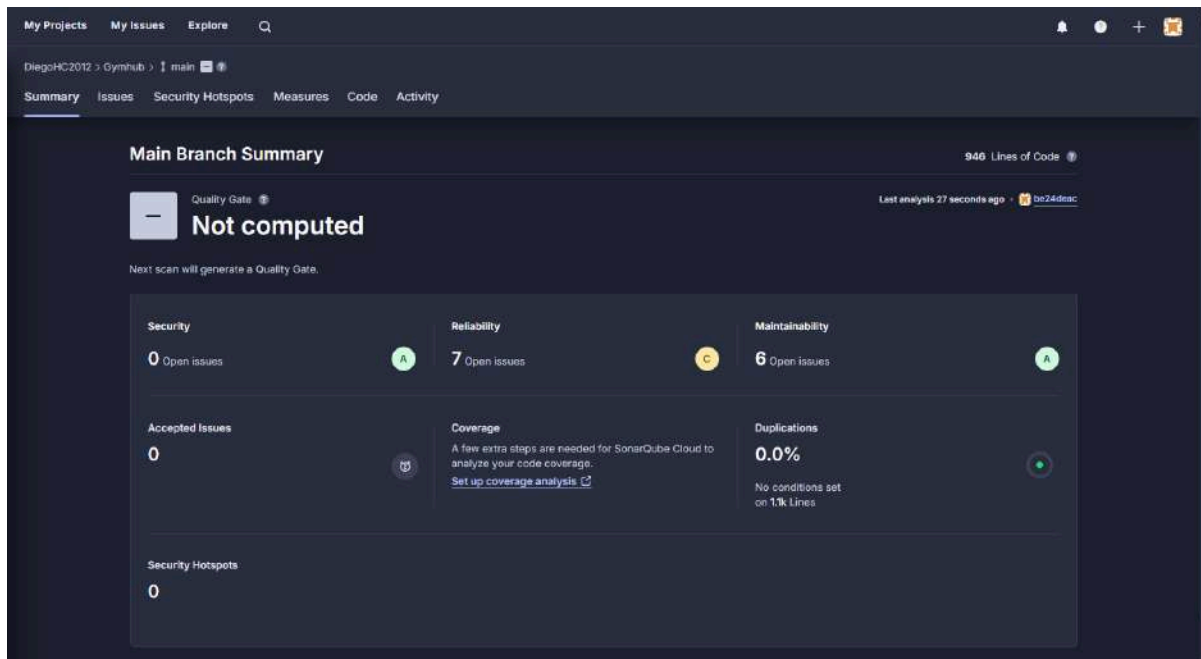 My Projects My Issues Explore
DiegoHC2012 > Gymhub > main
Summary Issues Security Hotspots Measures Code Activity
Main Branch Summary
946 Lines of Code
Quality Gate
Not computed
Last analysis 27 seconds ago • be24deac
Next scan will generate a Quality Gate.
Security
0 Open issues
A
Reliability
7 Open issues
C
Maintainability
6 Open issues
A
Accepted Issues
0
Coverage
A few extra steps are needed for SonarQube Cloud to
analyze your code coverage.
Set up coverage analysis
Duplications
0.0%
No conditions set
on 1.1k Lines
Security Hotspots
0